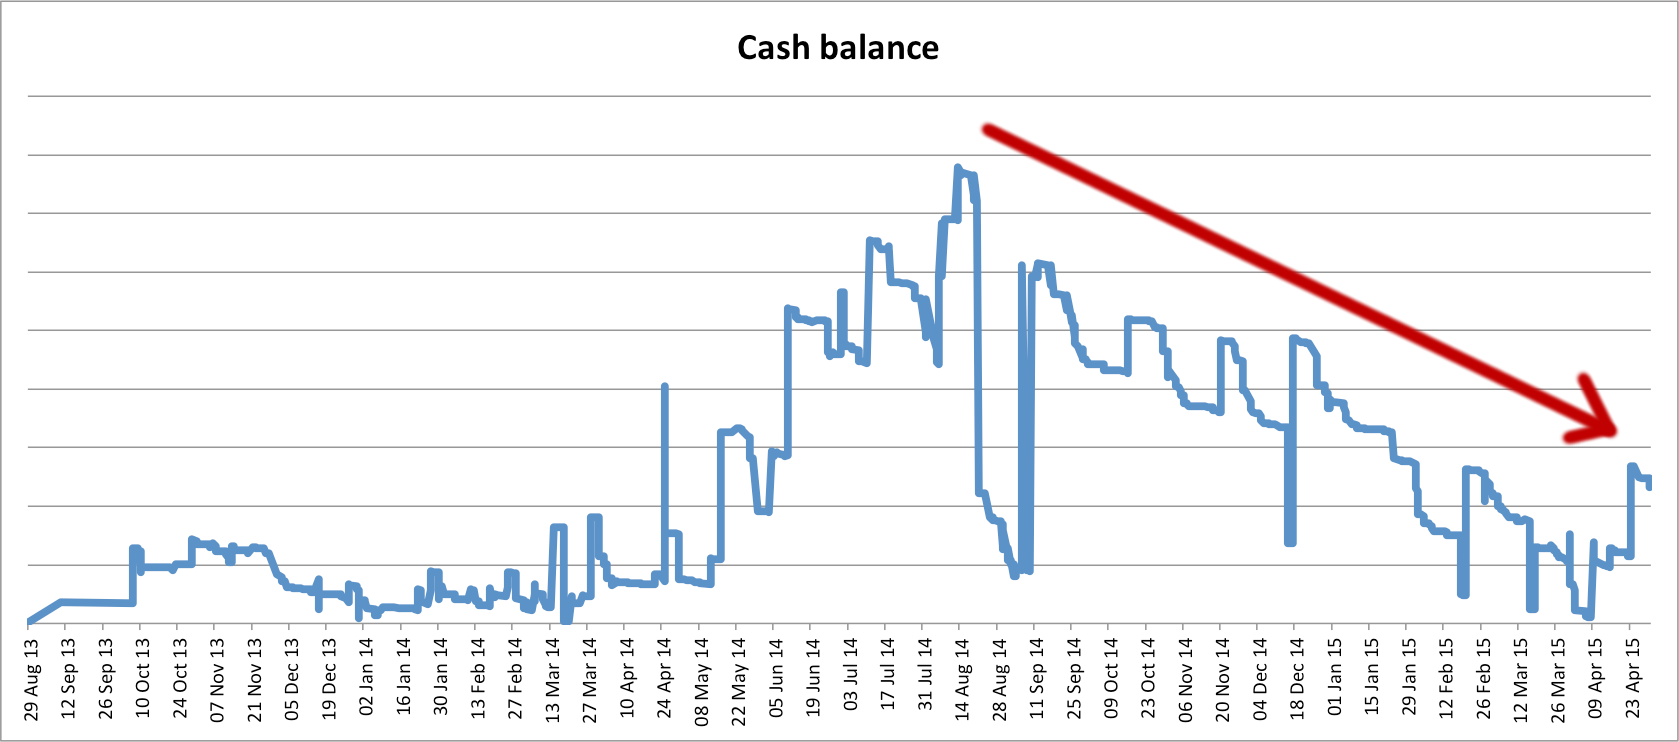 Cash balance
29 Aug 13
12 Sep 13
26 Sep 13
10 Oct 13
24 Oct 13
07 Nov 13
21 Nov 13
05 Dec 13
19 Dec 13
02 Jan 14
16 Jan 14
30 Jan 14
13 Feb 14
27 Feb 14
13 Mar 14
27 Mar 14
10 Apr 14
24 Apr 14
08 May 14
22 May 14
05 Jun 14
19 Jun 14
03 Jul 14
17 Jul 14
31 Jul 14
14 Aug 14
28 Aug 14
11 Sep 14
25 Sep 14
09 Oct 14
23 Oct 14
06 Nov 14
20 Nov 14
04 Dec 14
18 Dec 14
01 Jan 15
15 Jan 15
29 Jan 15
12 Feb 15
26 Feb 15
12 Mar 15
26 Mar 15
09 Apr 15
23 Apr 15